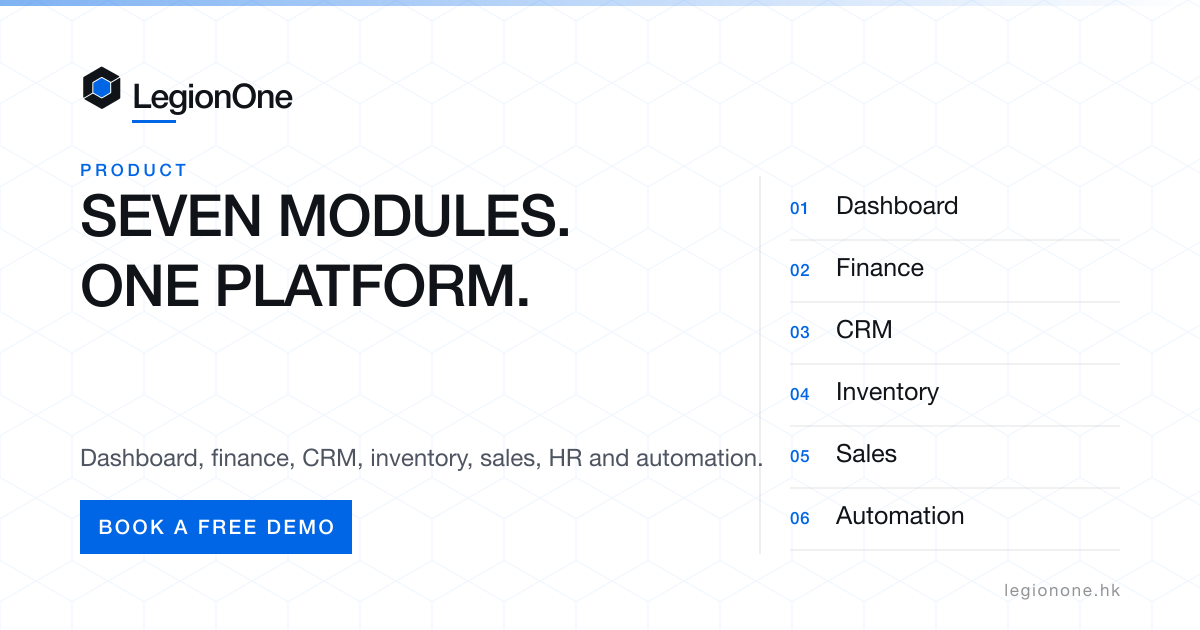 LegionOne
PRODUCT
SEVEN MODULES.
ONE PLATFORM.
Dashboard, finance, CRM, inventory, sales, HR and automation.
BOOK A FREE DEMO
01 Dashboard
02 Finance
03 CRM
04 Inventory
05 Sales
06 Automation
legionone.hk